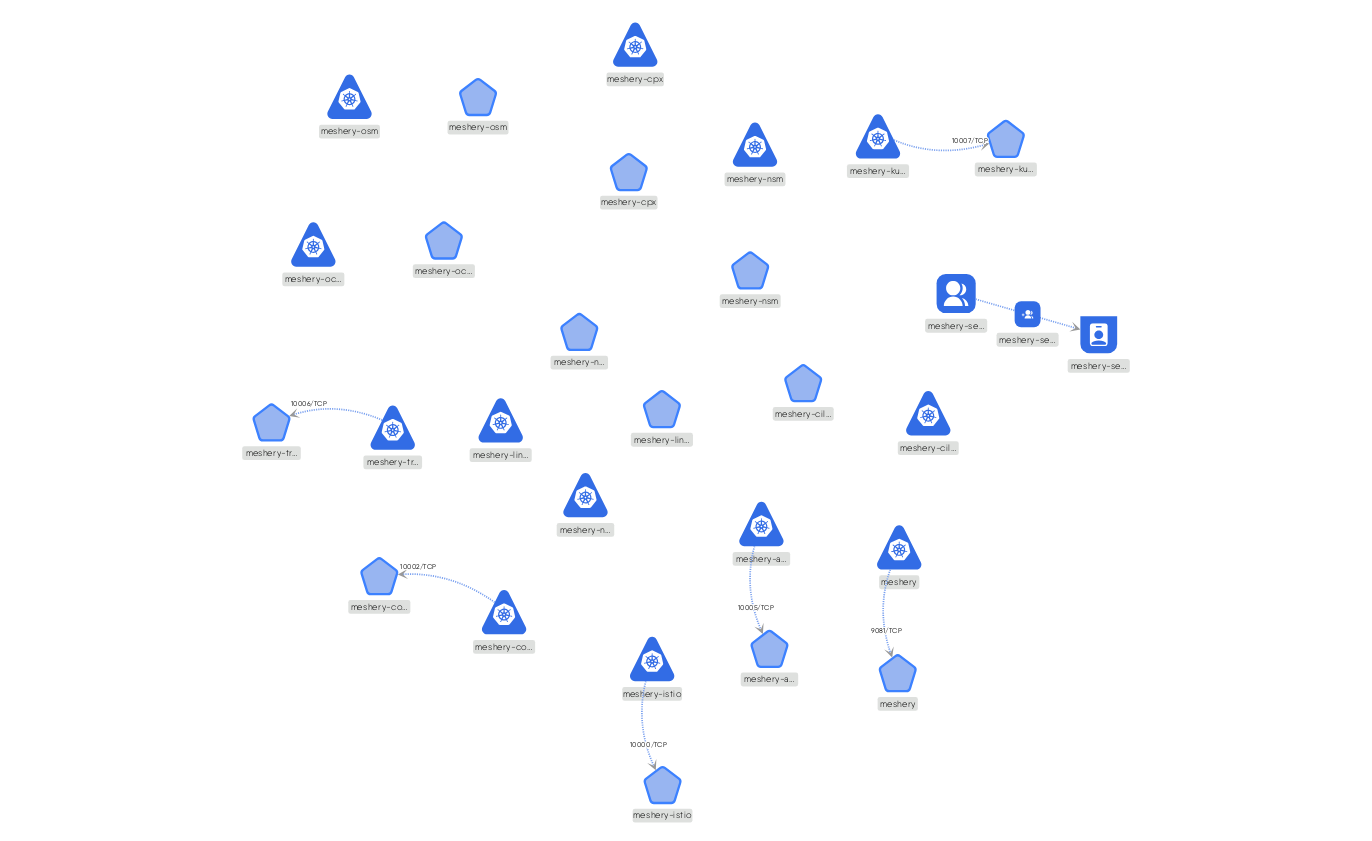 meshery-cpx
meshery-osm
meshery-osm
meshery-nsm
10007/TCP
meshery-ku...
meshery-ku...
meshery-cpx
meshery-oc...
meshery-oc...
meshery-nsm
meshery-se...
meshery-se...
meshery-se...
meshery-n...
10006/TCP
meshery-tr...
meshery-tr...
meshery-lin...
meshery-lin...
meshery-cil...
meshery-cil...
meshery-n...
meshery-a...
meshery
10002/TCP
meshery-co...
meshery-co...
10005/TCP
9081/TCP
meshery-a...
meshery-istio
meshery
10000/TCP
meshery-istio